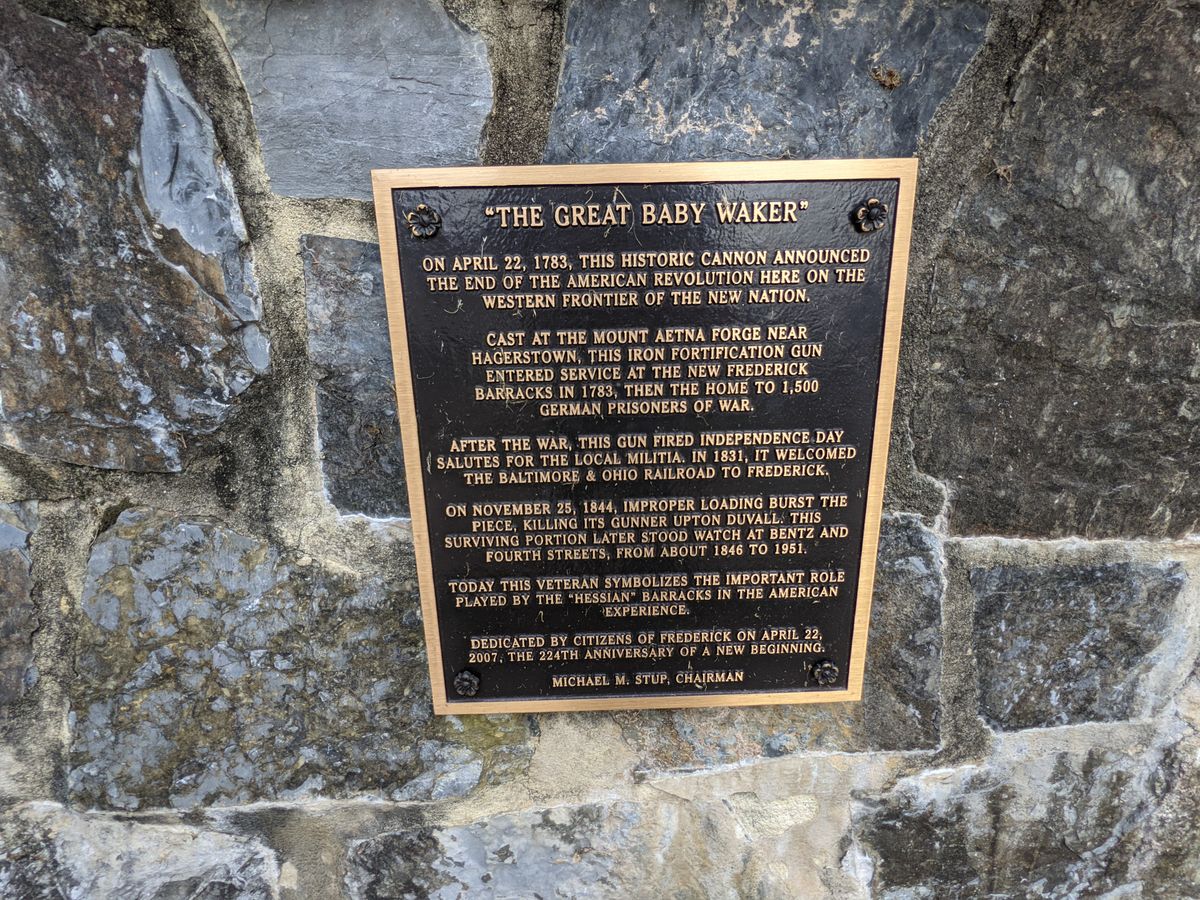 "THE GREAT BABY WAKER"
ON APRIL 22, 1783, THIS HISTORIC CANNON ANNOUNCED
THE END OF THE AMERICAN REVOLUTION HERE ON THE
WESTERN FRONTIER OF THE NEW NATION.
CAST AT THE MOUNT AETNA FORGE NEAR
HAGERSTOWN, THIS IRON FORTIFICATION GUN
ENTERED SERVICE AT THE NEW FREDERICK
BARRACKS IN 1783, THEN THE HOME TO 1,500
GERMAN PRISONERS OF WAR.
AFTER THE WAR, THIS GUN FIRED INDEPENDENCE DAY
SALUTES FOR THE LOCAL MILITIA. IN 1831, IT WELCOMED
THE BALTIMORE & OHIO RAILROAD TO FREDERICK.
ON NOVEMBER 25, 1844, IMPROPER LOADING BURST THE
PIECE, KILLING ITS GUNNER UPTON DUVALL. THIS
SURVIVING PORTION LATER STOOD WATCH AT BENTZ AND
FOURTH STREETS, FROM ABOUT 1846 TO 1951.
TODAY THIS VETERAN SYMBOLIZES THE IMPORTANT ROLE
PLAYED BY THE "HESSIAN" BARRACKS IN THE AMERICAN
EXPERIENCE.
DEDICATED BY CITIZENS OF FREDERICK ON APRIL 22,
2007, THE 224TH ANNIVERSARY OF A NEW BEGINNING.
MICHAEL M. STUP, CHAIRMAN